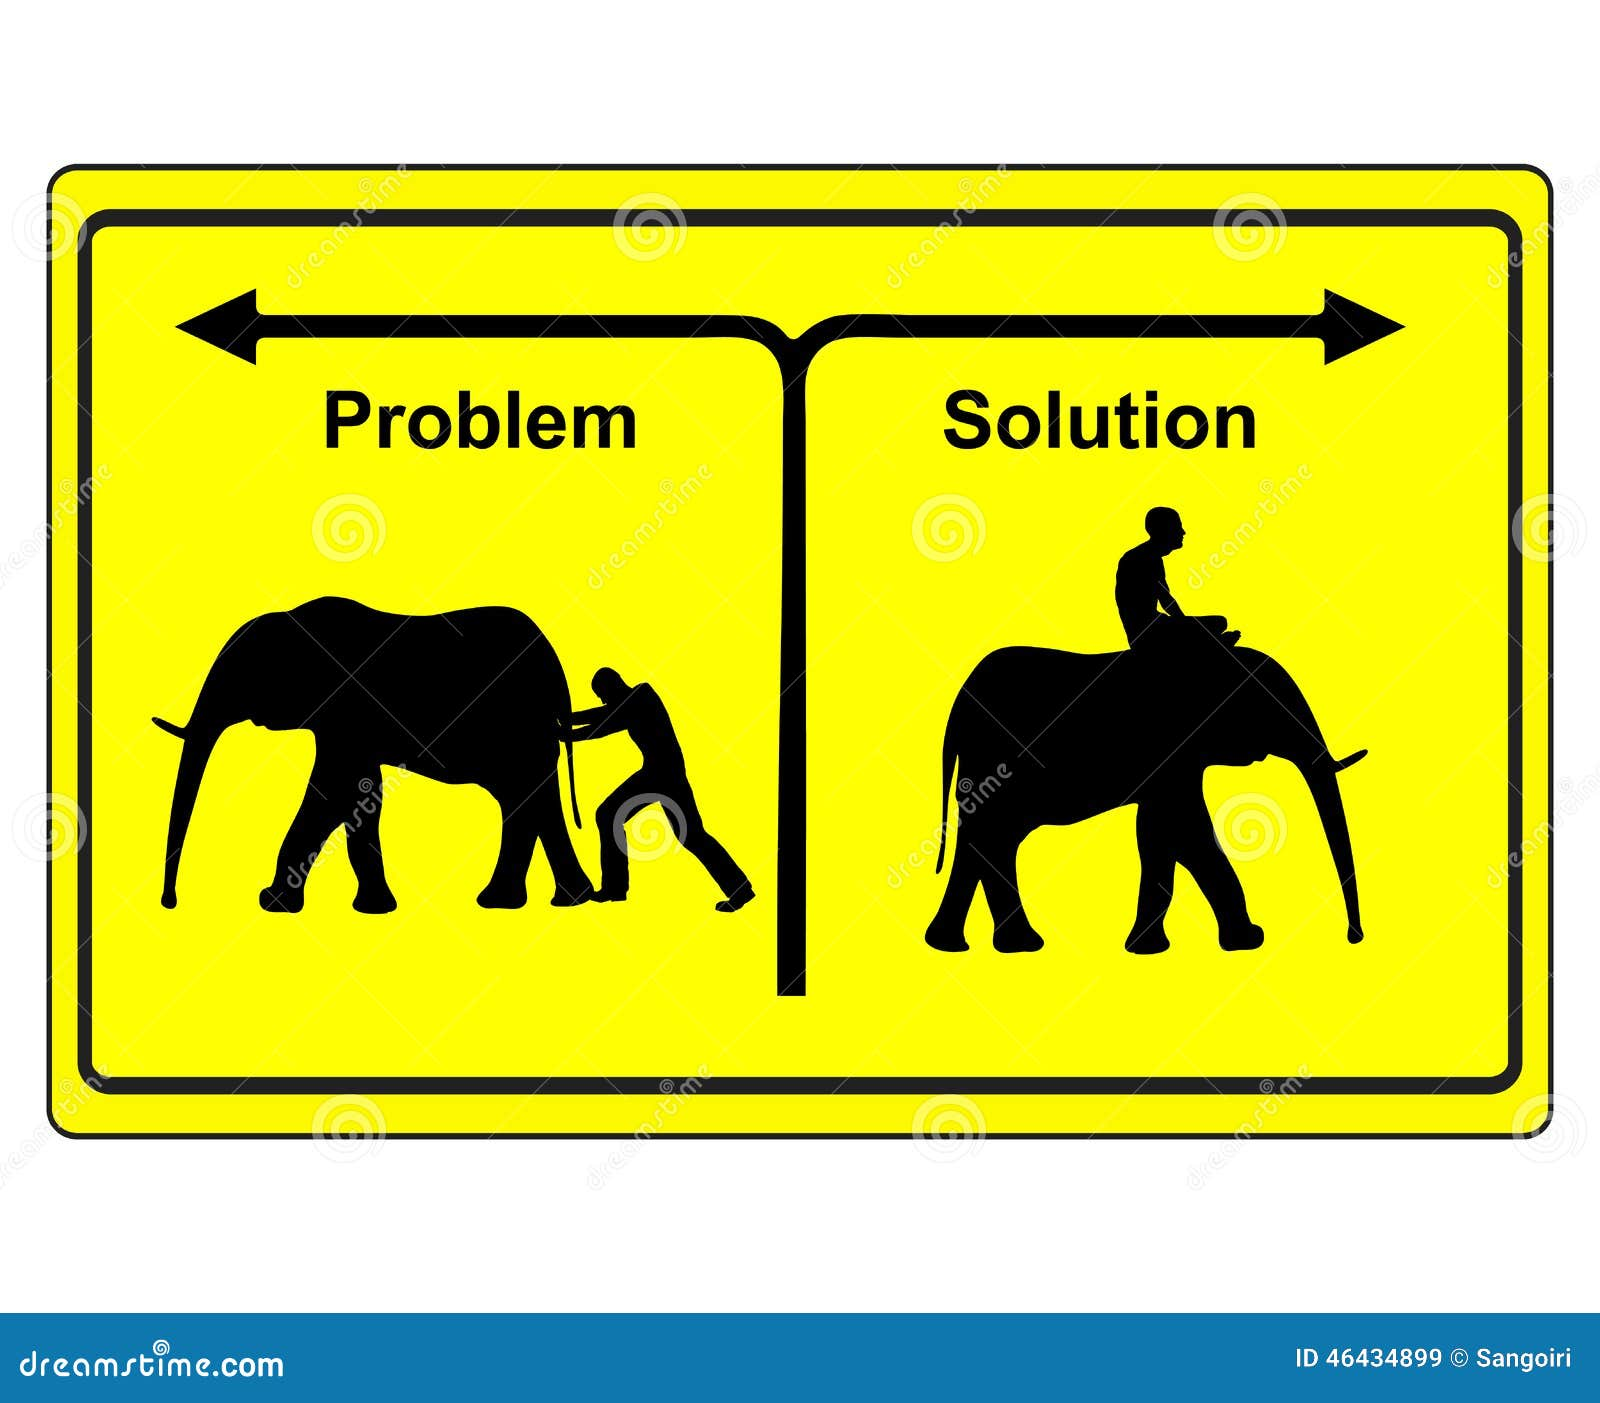 Problem
Solution
dreamstime.com
ID 46434899 © Sangoiri